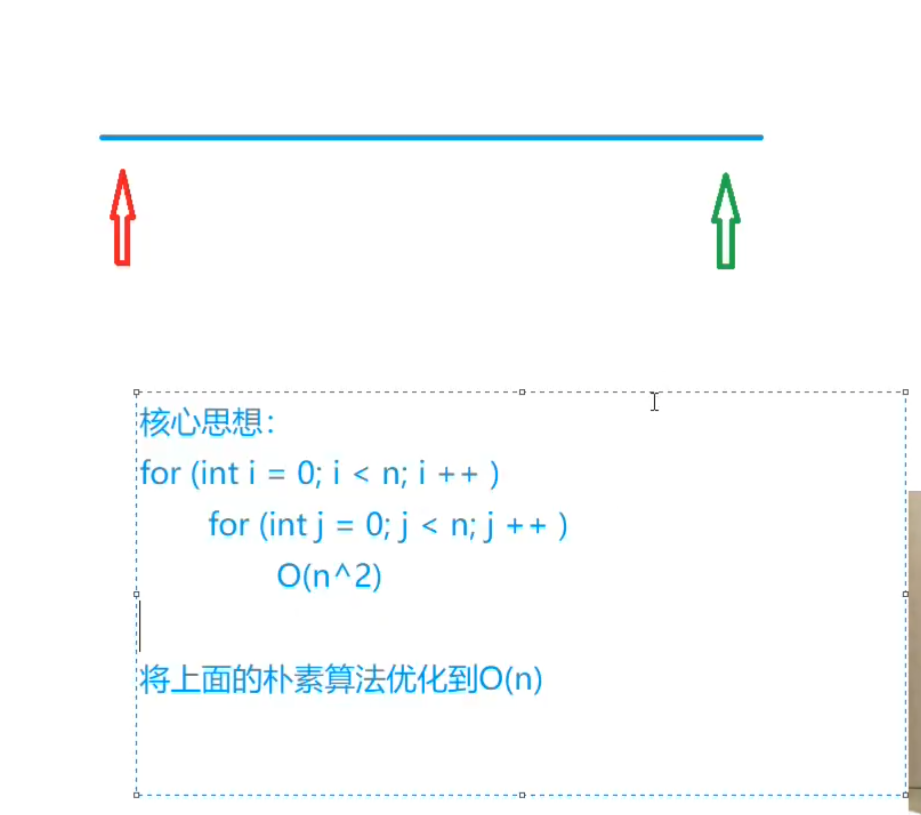 核心思想：
for (int i = 0; i < n; i ++ )
for (int j = 0; j < n; j ++ )
O(n^2)
将上面的朴素算法优化到O(n)